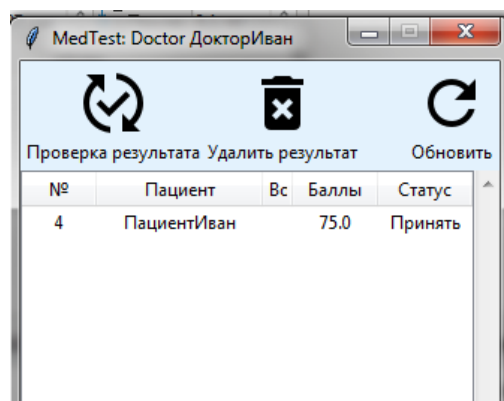 MedTest: Doctor ДокторИван
Проверка результата Удалить результат Обновить
№ Пациент Вс Баллы Статус
4 ПациентИван 75.0 Принять